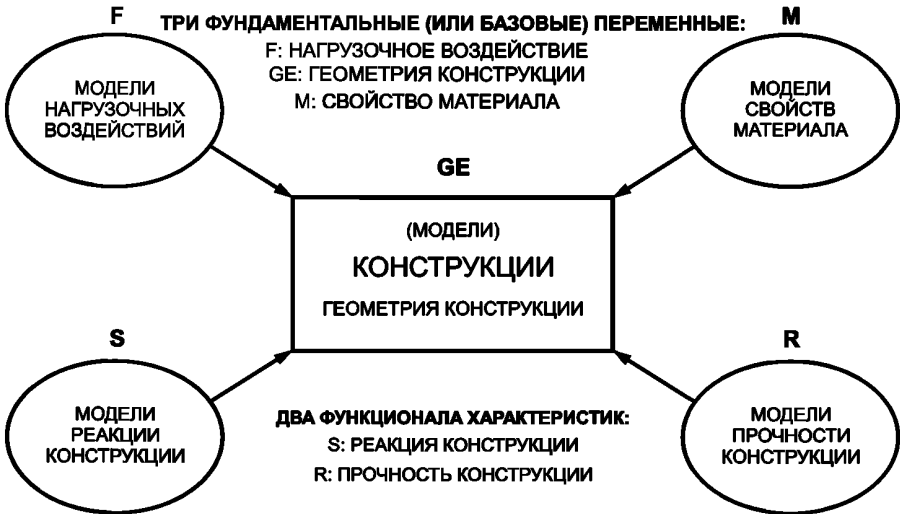 F
ТРИ ФУНДАМЕНТАЛЬНЫЕ (ИЛИ БАЗОВЫЕ) ПЕРЕМЕННЫЕ:
M
F: НАГРУЗОЧНОЕ ВОЗДЕЙСТВИЕ
GE: ГЕОМЕТРИЯ КОНСТРУКЦИИ
M: СВОЙСТВО МАТЕРИАЛА
МОДЕЛИ
НАГРУЗОЧНЫХ
ВОЗДЕЙСТВИЙ
МОДЕЛИ
СВОЙСТВ
МАТЕРИАЛА
GE
(МОДЕЛИ)
КОНСТРУКЦИИ
ГЕОМЕТРИЯ КОНСТРУКЦИИ
S
R
МОДЕЛИ
РЕАКЦИИ
КОНСТРУКЦИИ
ДВА ФУНКЦИОНАЛА ХАРАКТЕРИСТИК:
S: РЕАКЦИЯ КОНСТРУКЦИИ
R: ПРОЧНОСТЬ КОНСТРУКЦИИ
МОДЕЛИ
ПРОЧНОСТИ
КОНСТРУКЦИИ